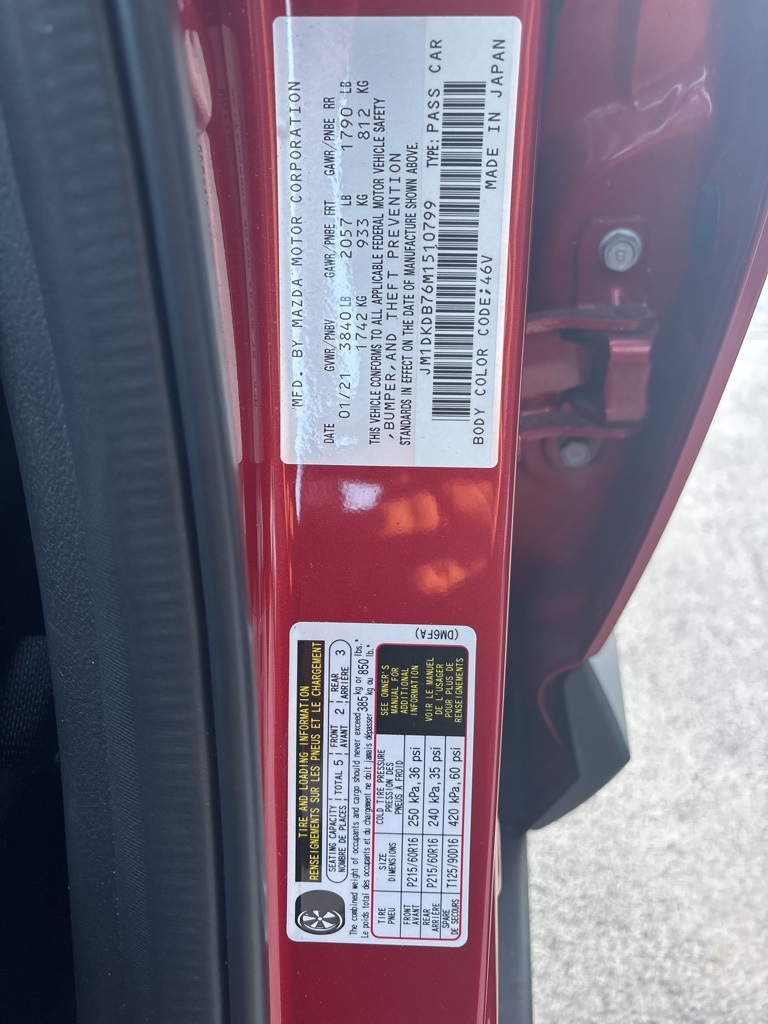 MFD. BY MAZDA MOTOR CORPORATION
DATE GVWR/PNBV GAWR/PNBE FRT GAWR/PNBE RR
01/21 3840 LB 2057 LB 1790 LB
1742 KG 933 KG 812 KG
THIS VEHICLE CONFORMS TO ALL APPLICABLE FEDERAL MOTOR VEHICLE SAFETY
,BUMPER,AND THEFT PREVENTION
STANDARDS IN EFFECT ON THE DATE OF MANUFACTURE SHOWN ABOVE.
JM1DKDB76M1510799 TYPE: PASS CAR
BODY COLOR CODE;46V MADE IN JAPAN
TIRE AND LOADING INFORMATION
RENSEIGNEMENTS SUR LES PNEUS ET LE CHARGEMENT
SEATING CAPACITY TOTAL 5 FRONT 2 REAR 3
NOMBRE DE PLACES AVANT ARRIÈRE
The combined weight of occupants and cargo should never exceed 385 kg or 850 lbs.*
Le poids total des occupants et du chargement ne doit jamais dépasser kg ou lb.*
TIRE SIZE COLD TIRE PRESSURE
PNEU DIMENSIONS PRESSION DES PNEUS À FROID
FRONT P215/60R16 250 kPa, 36 psi
AVANT
REAR P215/60R16 240 kPa, 35 psi
ARRIÈRE
SPARE T125/90D16 420 kPa, 60 psi
DE SECOURS
SEE OWNER'S
MANUAL FOR
ADDITIONAL
INFORMATION
VOIR LE MANUEL
DE L'USAGER
POUR PLUS DE
RENSEIGNEMENTS
(DM6FA)